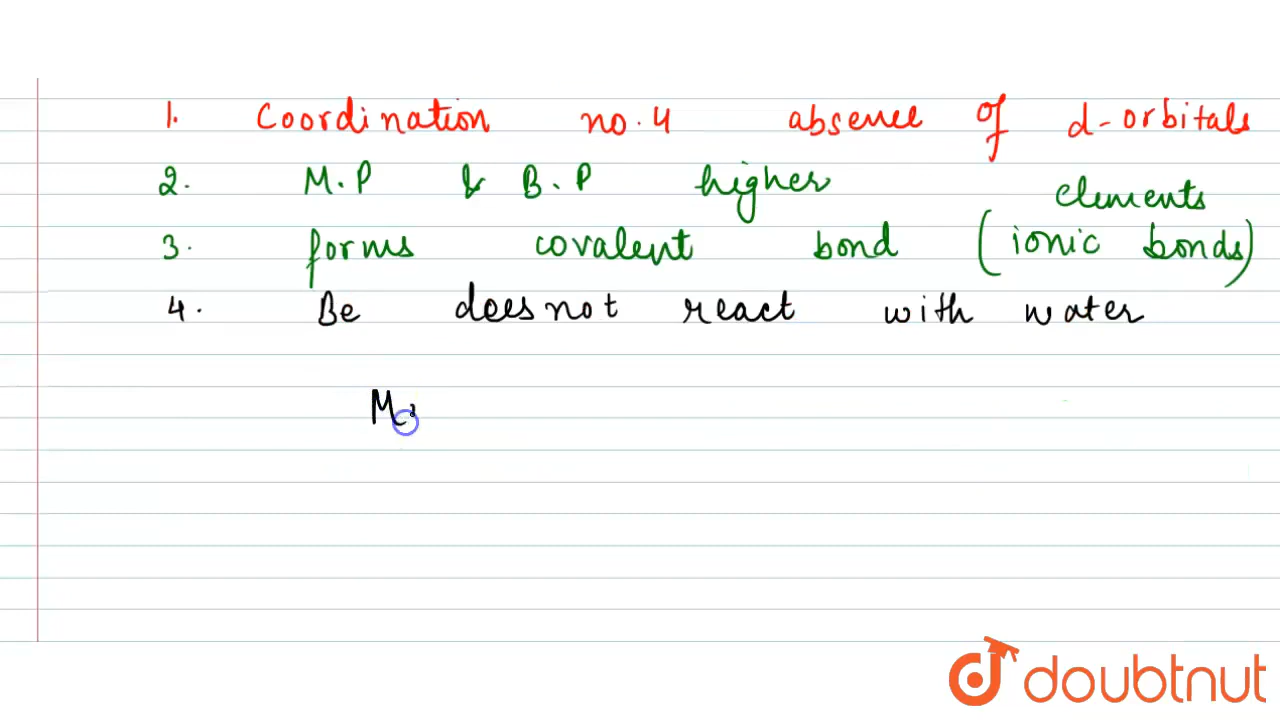 1. Coordination no. 4 absence of d-orbitals
2. M.P & B.P higher
elements
3. forms covalent bond (ionic bonds)
4. Be does not react with water
M
doubtnut